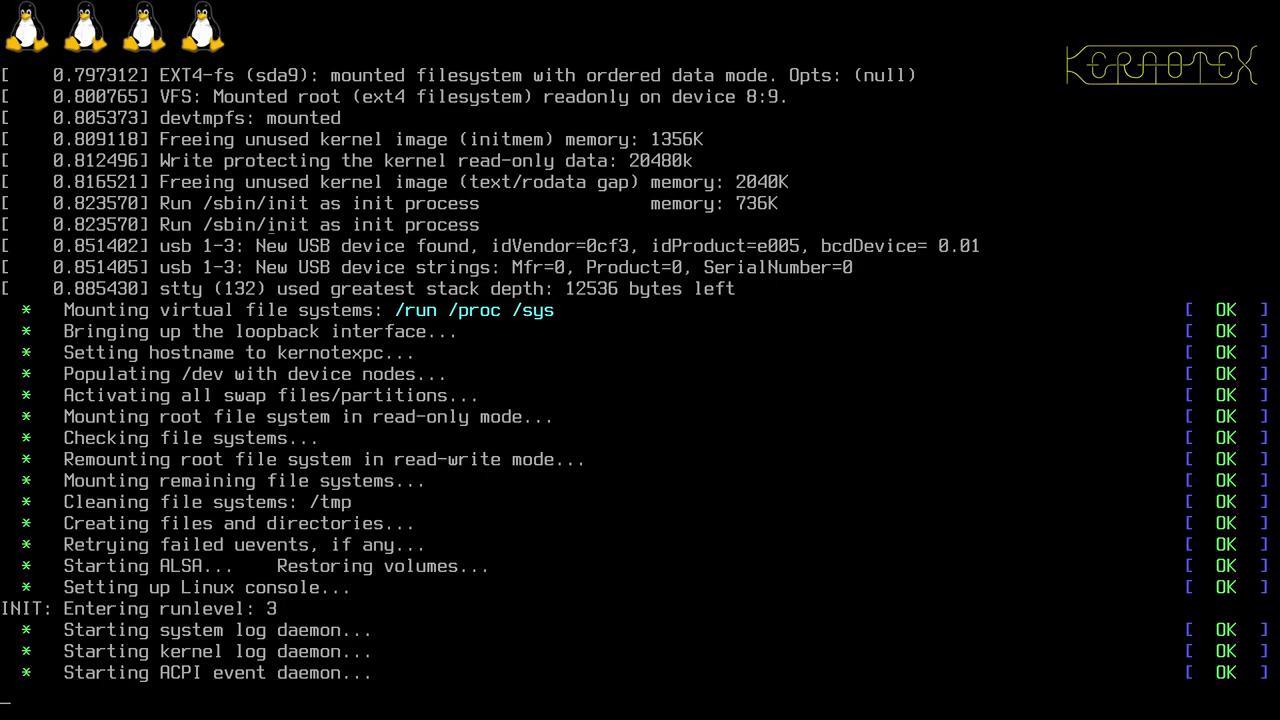 KERNOTEX
[    0.797312] EXT4-fs (sda9): mounted filesystem with ordered data mode. Opts: (null)
[    0.800765] VFS: Mounted root (ext4 filesystem) readonly on device 8:9.
[    0.805373] devtmpfs: mounted
[    0.809118] Freeing unused kernel image (initmem) memory: 1356K
[    0.812496] Write protecting the kernel read-only data: 20480k
[    0.816521] Freeing unused kernel image (text/rodata gap) memory: 2040K
[    0.823570] Run /sbin/init as init process                memory: 736K
[    0.823570] Run /sbin/init as init process
[    0.851402] usb 1-3: New USB device found, idVendor=0cf3, idProduct=e005, bcdDevice= 0.01
[    0.851405] usb 1-3: New USB device strings: Mfr=0, Product=0, SerialNumber=0
[    0.885430] stty (132) used greatest stack depth: 12536 bytes left
  *   Mounting virtual file systems: /run /proc /sys [  OK  ]
  *   Bringing up the loopback interface... [  OK  ]
  *   Setting hostname to kernotexpc... [  OK  ]
  *   Populating /dev with device nodes... [  OK  ]
  *   Activating all swap files/partitions... [  OK  ]
  *   Mounting root file system in read-only mode... [  OK  ]
  *   Checking file systems... [  OK  ]
  *   Remounting root file system in read-write mode... [  OK  ]
  *   Mounting remaining file systems... [  OK  ]
  *   Cleaning file systems: /tmp [  OK  ]
  *   Creating files and directories... [  OK  ]
  *   Retrying failed uevents, if any... [  OK  ]
  *   Starting ALSA...    Restoring volumes... [  OK  ]
  *   Setting up Linux console... [  OK  ]
INIT: Entering runlevel: 3
  *   Starting system log daemon... [  OK  ]
  *   Starting kernel log daemon... [  OK  ]
  *   Starting ACPI event daemon... [  OK  ]